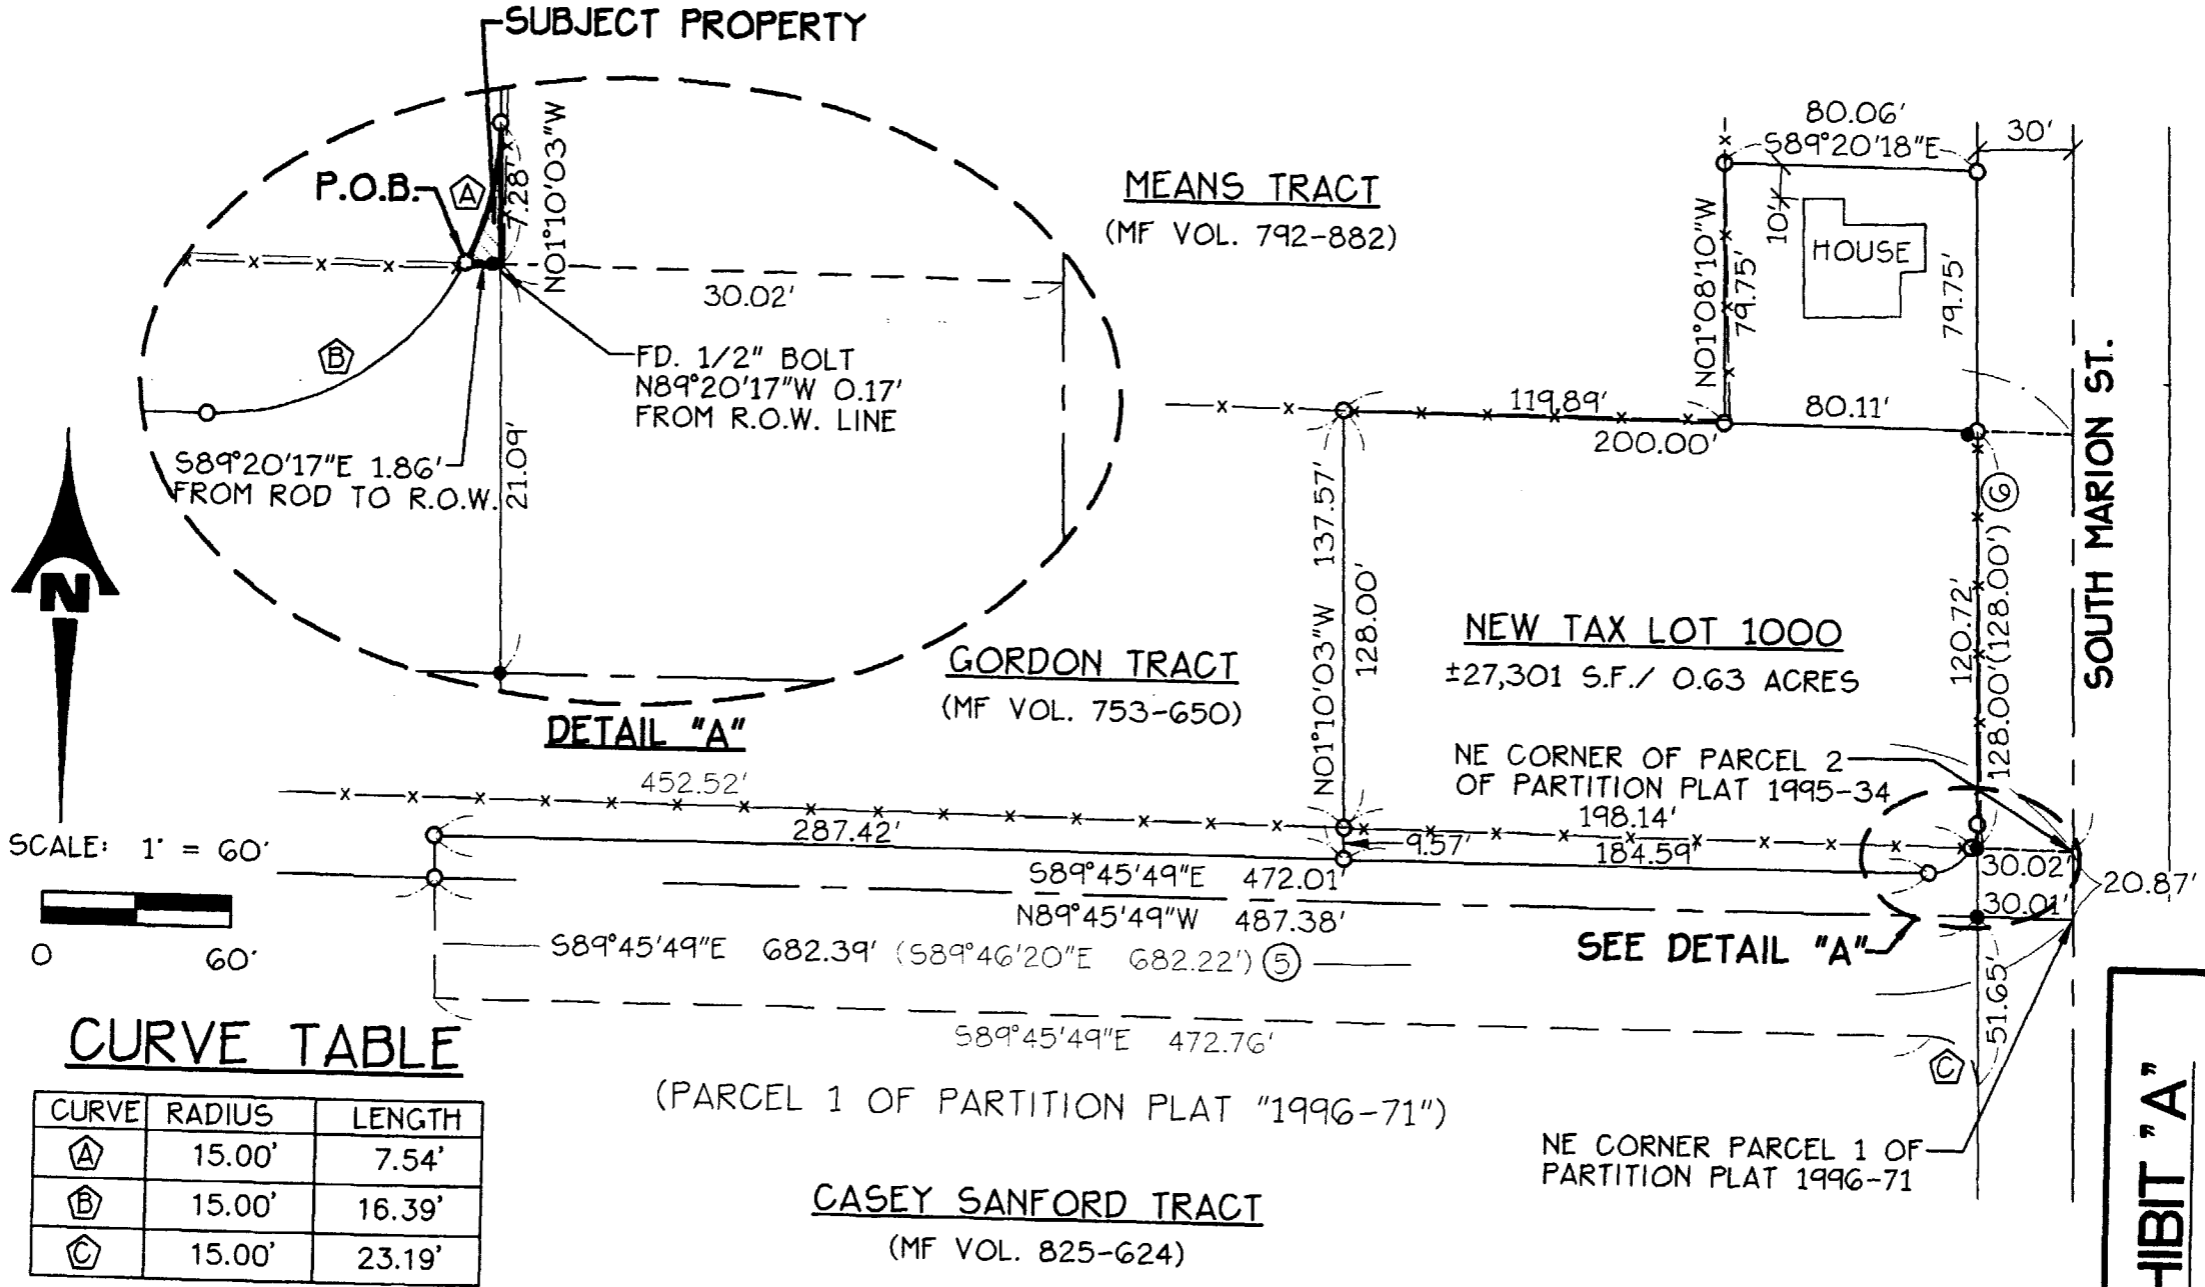 SUBJECT PROPERTY
P.O.B.
A
7.28'
N01°10'03"W
30.02'
B
FD. 1/2" BOLT
N89°20'17"W 0.17'
FROM R.O.W. LINE
S89°20'17"E 1.86'
FROM ROD TO R.O.W.
21.09'
DETAIL "A"
N
SCALE: 1" = 60'
0 60'
MEANS TRACT
(MF VOL. 792-882)
80.06'
S89°20'18"E
30'
10'
HOUSE
N01°08'10"W
79.75'
79.75'
119.89'
80.11'
200.00'
SOUTH MARION ST.
GORDON TRACT
(MF VOL. 753-650)
N01°10'03"W 137.57'
128.00'
NEW TAX LOT 1000
±27,301 S.F./ 0.63 ACRES
120.72'
128.00'(128.00') 6
NE CORNER OF PARCEL 2
OF PARTITION PLAT 1995-34
452.52'
287.42'
198.14'
9.57'
184.59'
30.02'
20.87'
30.01'
S89°45'49"E 472.01'
N89°45'49"W 487.38'
SEE DETAIL "A"
S89°45'49"E 682.39' (S89°46'20"E 682.22') 5
51.65'
S89°45'49"E 472.76'
C
(PARCEL 1 OF PARTITION PLAT "1996-71")
NE CORNER PARCEL 1 OF
PARTITION PLAT 1996-71
CASEY SANFORD TRACT
(MF VOL. 825-624)
CURVE TABLE
CURVE RADIUS LENGTH
A 15.00' 7.54'
B 15.00' 16.39'
C 15.00' 23.19'
HIBIT "A"